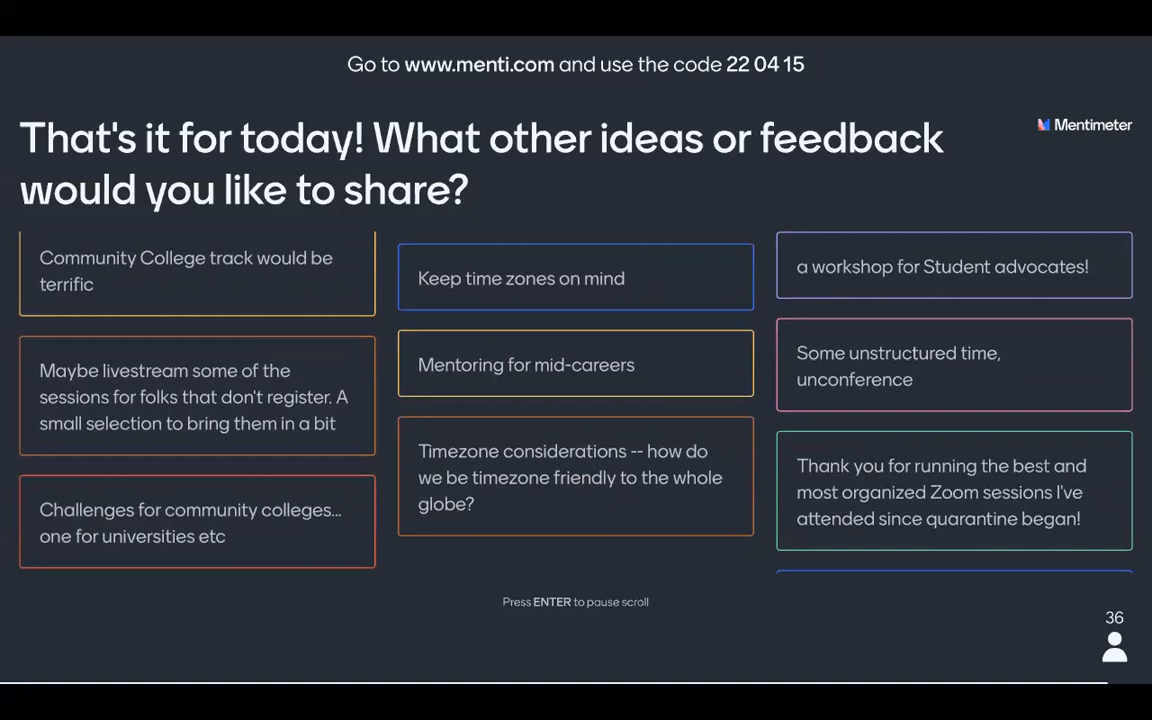 Go to www.menti.com and use the code 22 04 15
That's it for today! What other ideas or feedback
would you like to share?
Mentimeter
Community College track would be
terrific
Maybe livestream some of the
sessions for folks that don't register. A
small selection to bring them in a bit
Challenges for community colleges...
one for universities etc
Keep time zones on mind
Mentoring for mid-careers
Timezone considerations -- how do
we be timezone friendly to the whole
globe?
a workshop for Student advocates!
Some unstructured time,
unconference
Thank you for running the best and
most organized Zoom sessions I've
attended since quarantine began!
Press ENTER to pause scroll
36